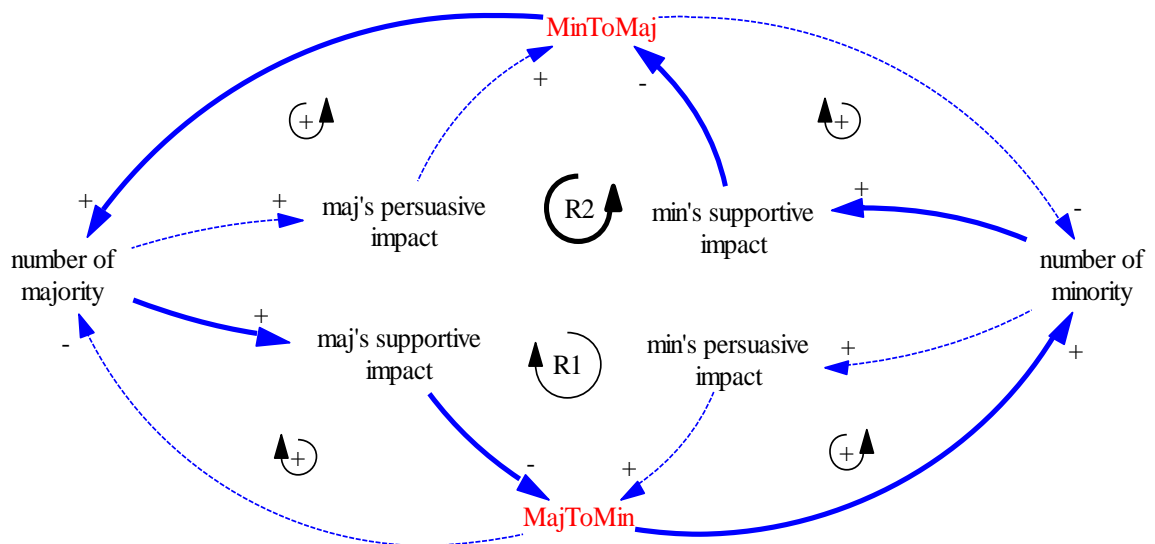 MinToMaj
+
-
+
+
+
maj's persuasive
impact
+
R2
min's supportive
impact
+
-
number of
majority
number of
minority
+
maj's supportive
impact
R1
min's persuasive
impact
+
-
+
+
-
+
+
MajToMin